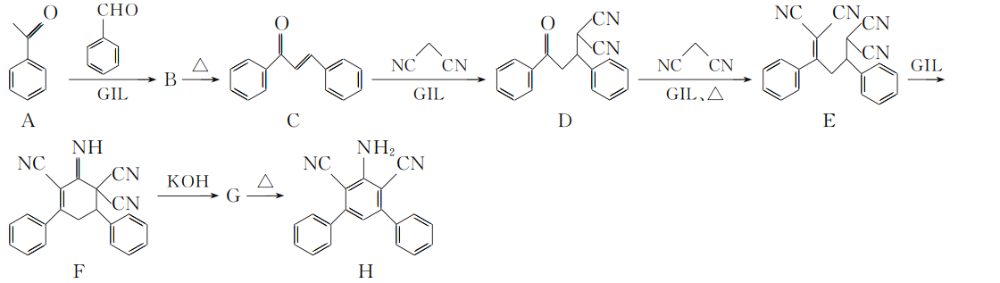 O CHO
GIL
A
B
△
O
C
NC CN
GIL
O CN
CN
D
NC CN
GIL、△
NC CN CN
CN
E
GIL
NH
NC CN
CN
F
KOH
G
△
NH₂
NC CN
H